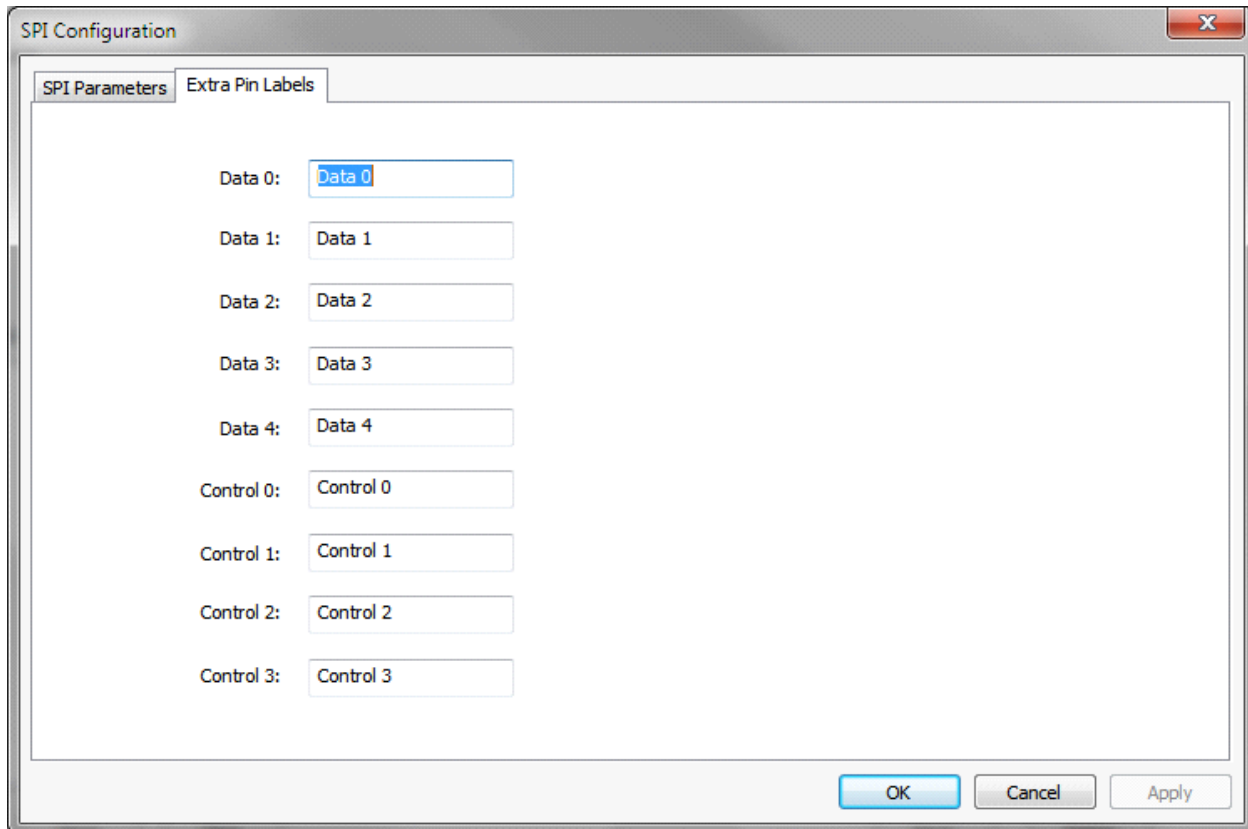 SPI Configuration
SPI Parameters Extra Pin Labels
Data 0: Data 0
Data 1: Data 1
Data 2: Data 2
Data 3: Data 3
Data 4: Data 4
Control 0: Control 0
Control 1: Control 1
Control 2: Control 2
Control 3: Control 3
OK Cancel Apply